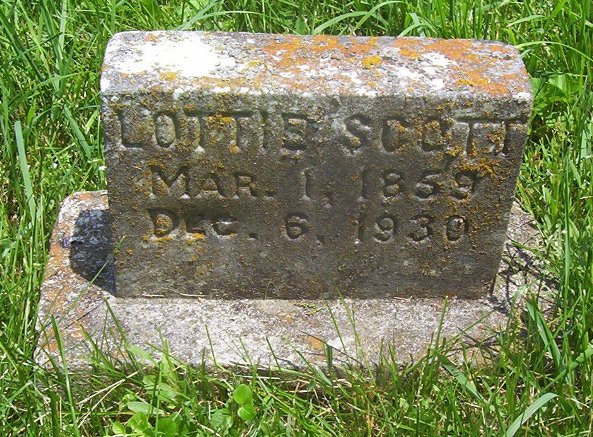 LOTTIE SCOTT
MAR. 1, 1859
DEC. 6, 1930